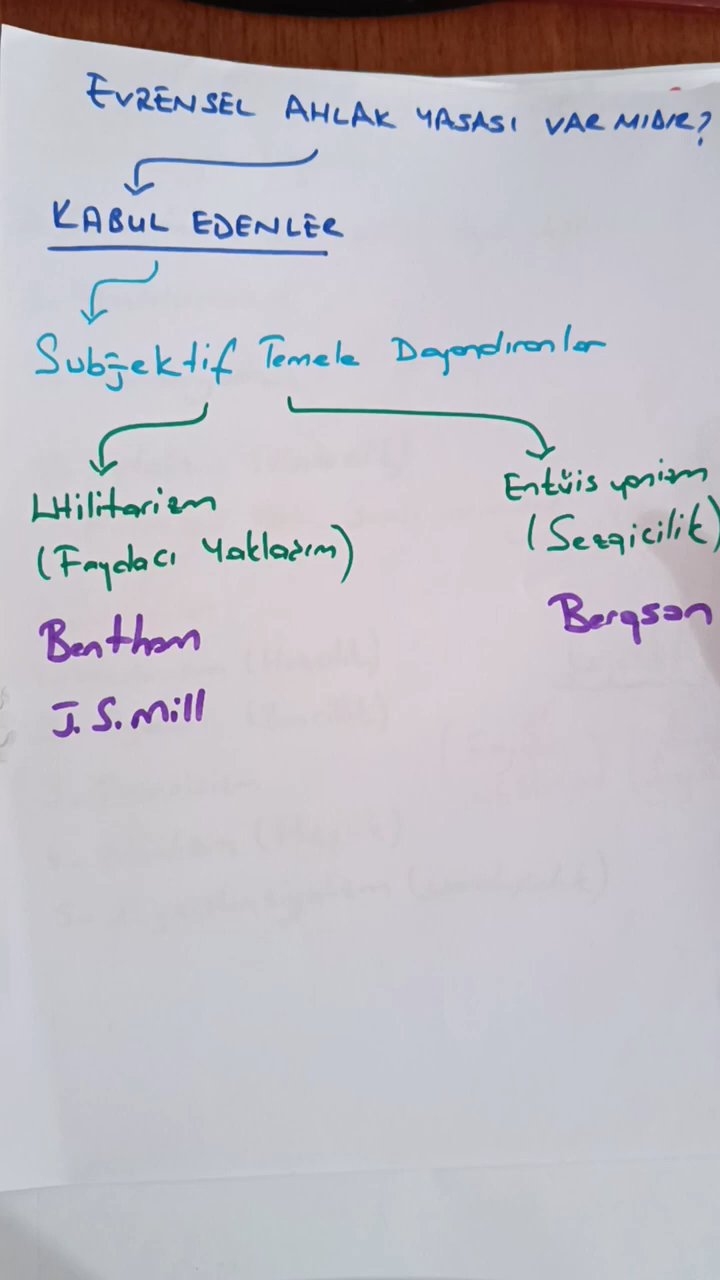 EVRENSEL AHLAK YASASI VAR MIDIR?
KABUL EDENLER
Subjektif Temele Dayandıranlar
Utilitarizm
(Faydacı Yaklaşım)
Bentham
J. S. Mill
Entüisyonizm
(Sezgicilik)
Bergson